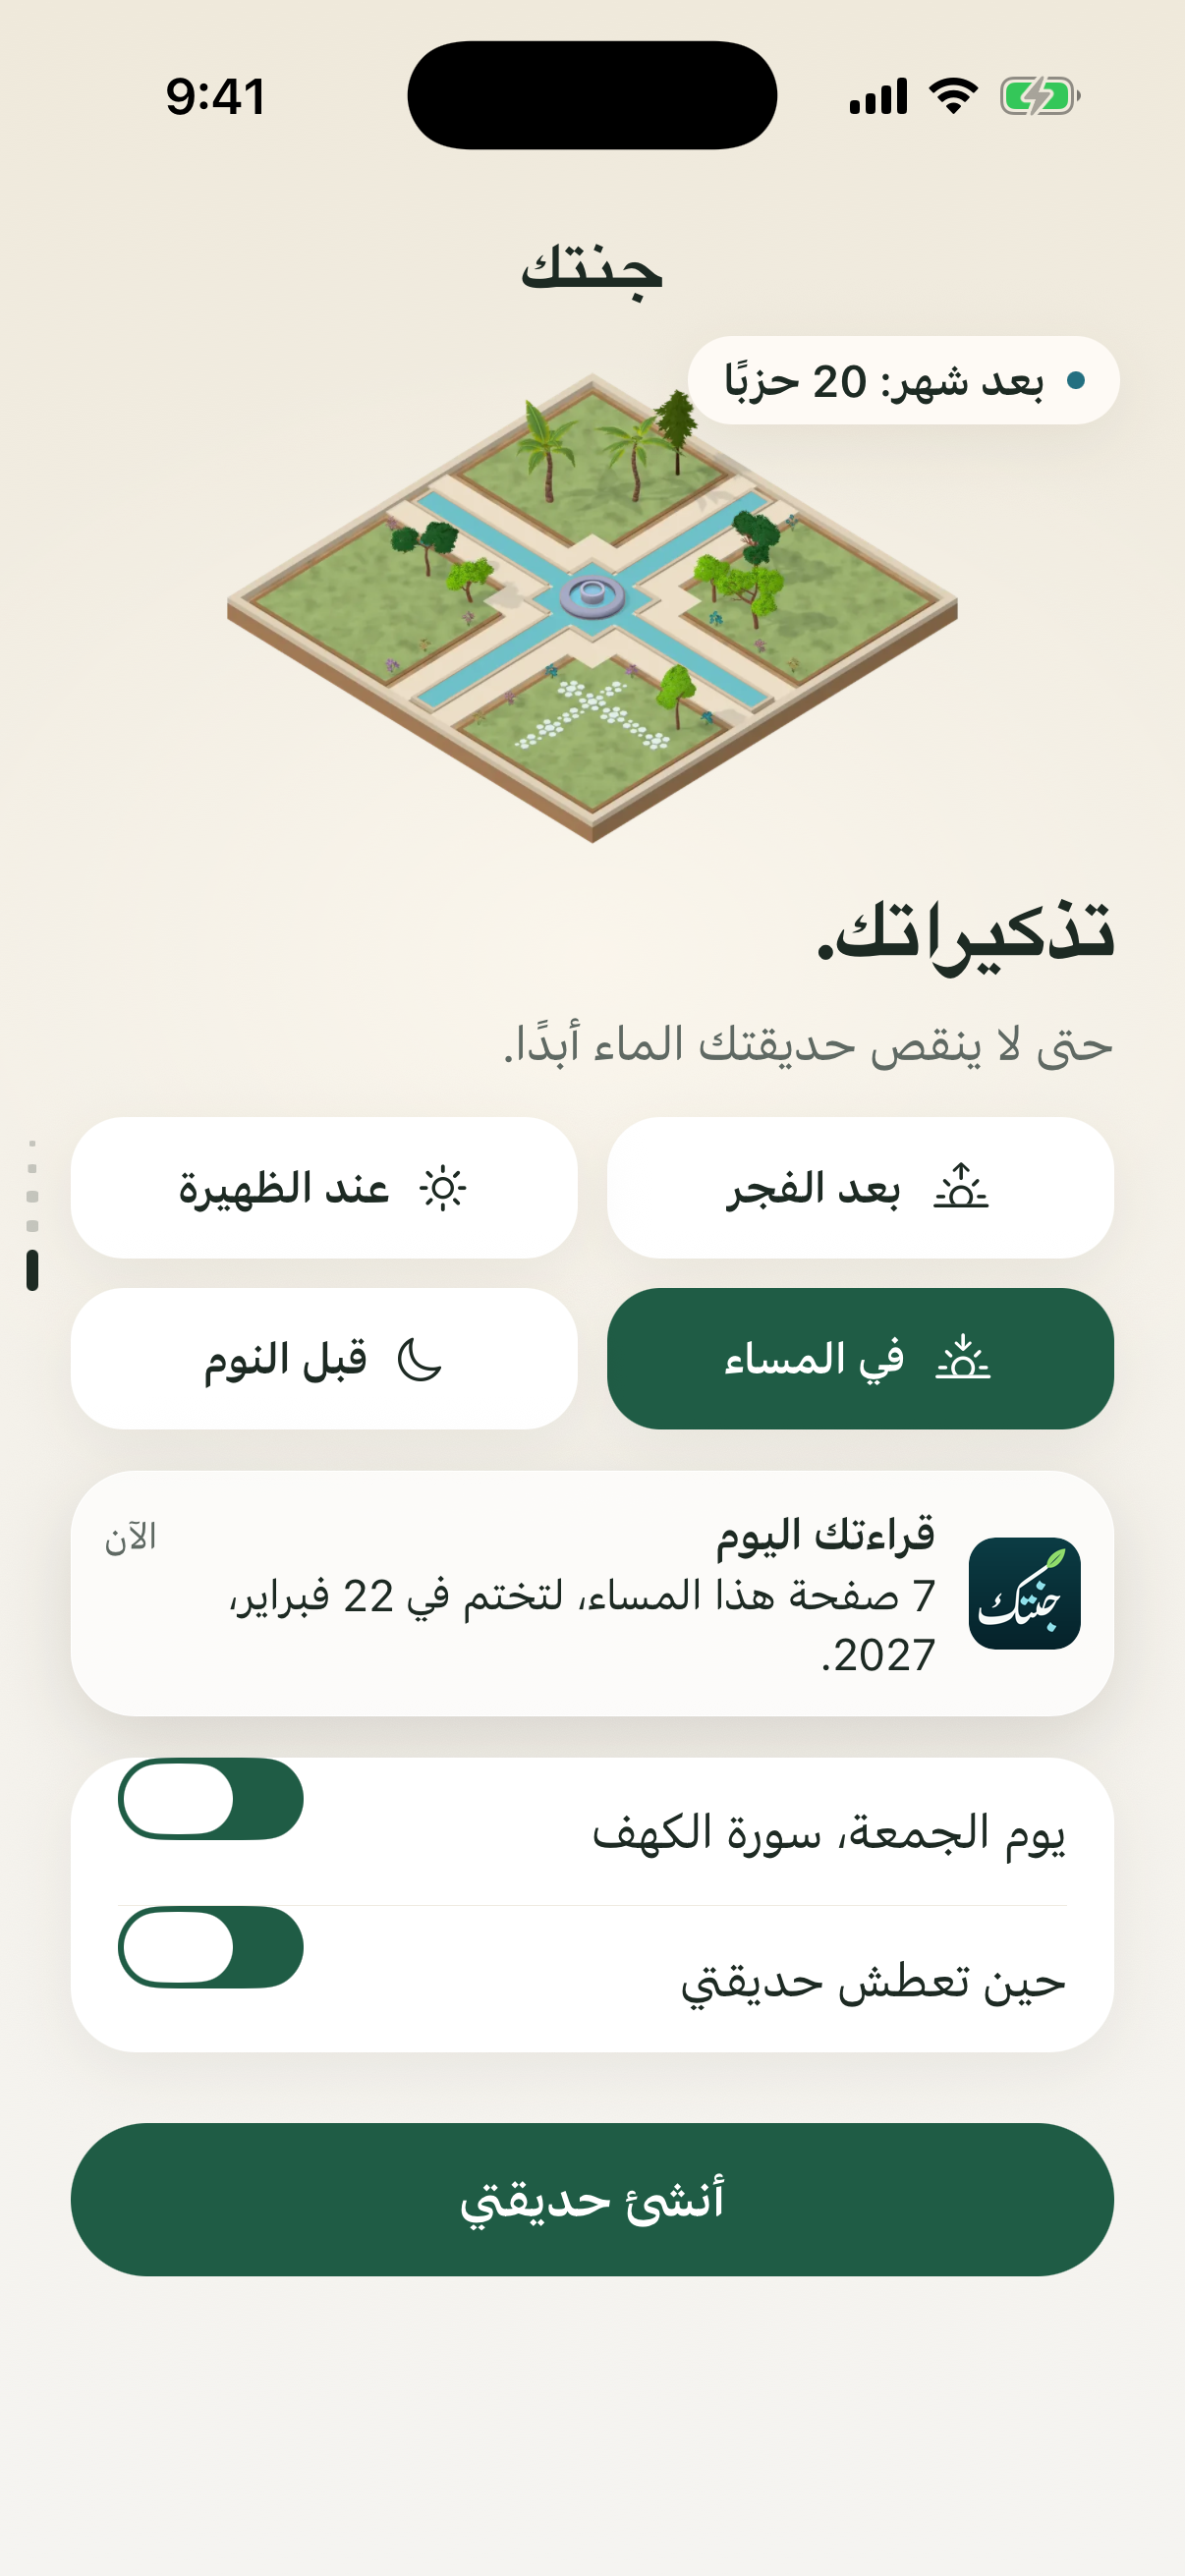 9:41
جنتك
بعد شهر: 20 حزبًا
تذكيراتك.
حتى لا ينقص حديقتك الماء أبدًا.
بعد الفجر
عند الظهيرة
في المساء
قبل النوم
قراءتك اليوم
الآن
7 صفحة هذا المساء، لتختم في 22 فبراير،
2027.
جنتك
يوم الجمعة، سورة الكهف
حين تعطش حديقتي
أنشئ حديقتي